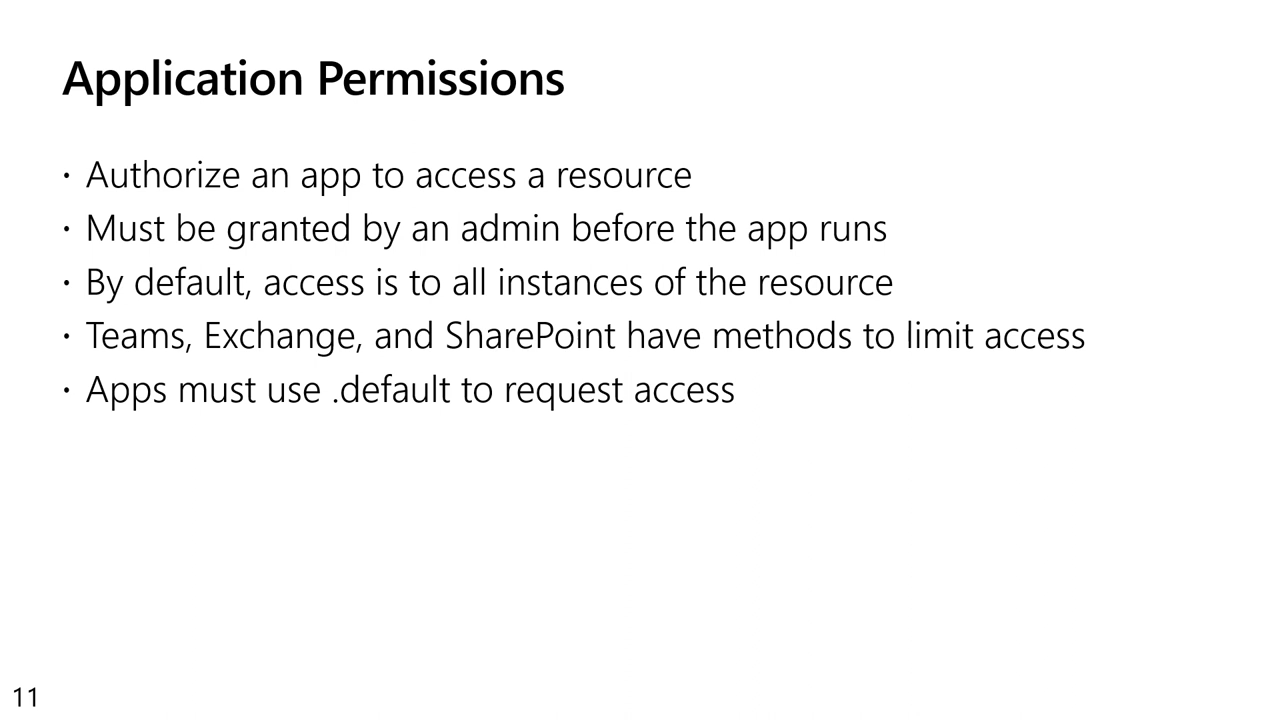 Application Permissions
· Authorize an app to access a resource
· Must be granted by an admin before the app runs
· By default, access is to all instances of the resource
· Teams, Exchange, and SharePoint have methods to limit access
· Apps must use .default to request access
11